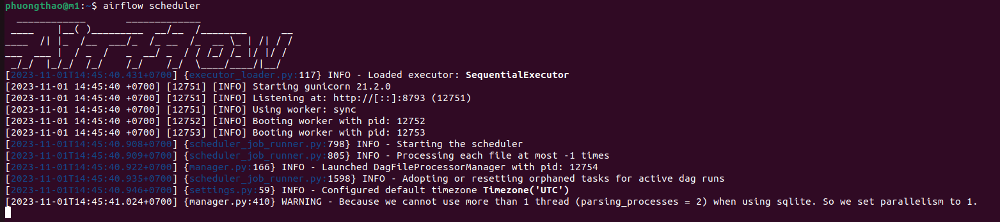 phuongthao@m1:~$ airflow scheduler
  ____________       _____________
 ____    |__( )_________  __/__  /________      __
____  /| |_  /__  ___/_  /_ __  /_  __ \_ | /| / /
___  ___ |  / _  /   _  __/ _  / / /_/ /_ |/ |/ /
 _/_/  |_/_/  /_/    /_/    /_/  \____/____/|__/
[2023-11-01T14:45:40.431+0700] {executor_loader.py:117} INFO - Loaded executor: SequentialExecutor
[2023-11-01 14:45:40 +0700] [12751] [INFO] Starting gunicorn 21.2.0
[2023-11-01 14:45:40 +0700] [12751] [INFO] Listening at: http://[::]:8793 (12751)
[2023-11-01 14:45:40 +0700] [12751] [INFO] Using worker: sync
[2023-11-01 14:45:40 +0700] [12752] [INFO] Booting worker with pid: 12752
[2023-11-01 14:45:40 +0700] [12753] [INFO] Booting worker with pid: 12753
[2023-11-01T14:45:40.908+0700] {scheduler_job_runner.py:798} INFO - Starting the scheduler
[2023-11-01T14:45:40.909+0700] {scheduler_job_runner.py:805} INFO - Processing each file at most -1 times
[2023-11-01T14:45:40.922+0700] {manager.py:166} INFO - Launched DagFileProcessorManager with pid: 12754
[2023-11-01T14:45:40.935+0700] {scheduler_job_runner.py:1598} INFO - Adopting or resetting orphaned tasks for active dag runs
[2023-11-01T14:45:40.946+0700] {settings.py:59} INFO - Configured default timezone Timezone('UTC')
[2023-11-01T14:45:41.024+0700] {manager.py:410} WARNING - Because we cannot use more than 1 thread (parsing_processes = 2) when using sqlite. So we set parallelism to 1.